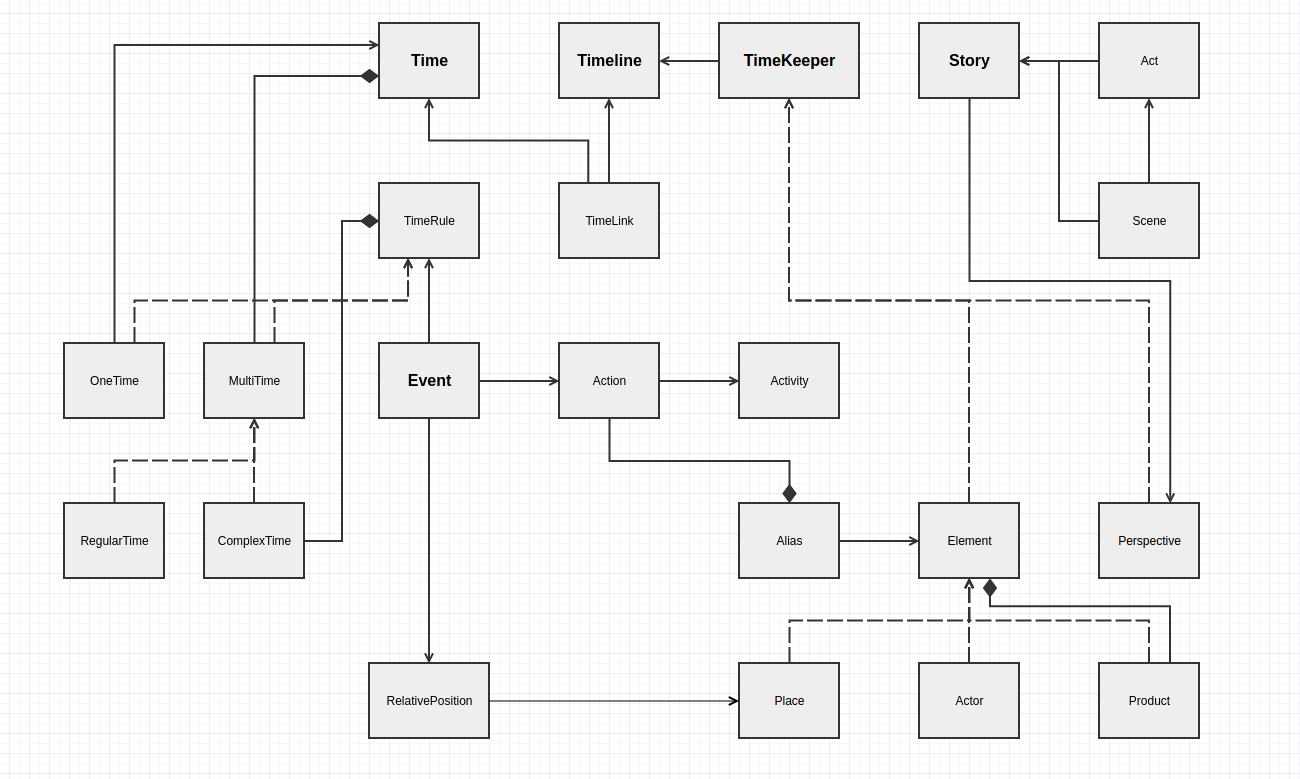 Time
Timeline
TimeKeeper
Story
Act
TimeRule
TimeLink
Scene
OneTime
MultiTime
Event
Action
Activity
RegularTime
ComplexTime
Alias
Element
Perspective
RelativePosition
Place
Actor
Product